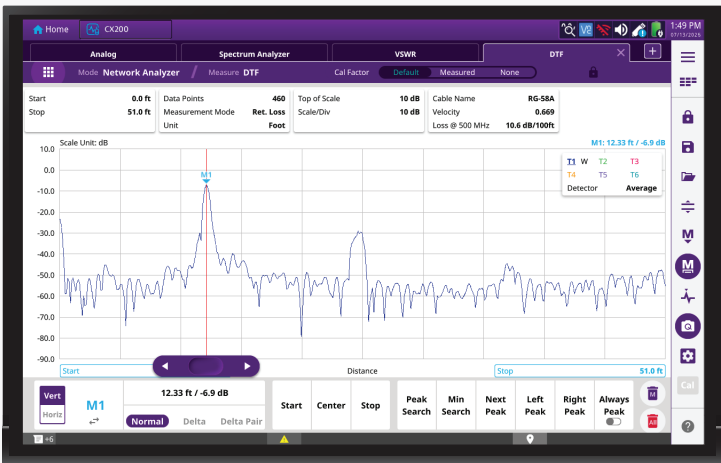 Home CX200 1:49 PM
07/13/2026
Analog Spectrum Analyzer VSWR DTF × +
Mode Network Analyzer / Measure DTF Cal Factor Default Measured None
Start 0.0 ft
Stop 51.0 ft
Data Points 460
Measurement Mode Ret. Loss
Unit Foot
Top of Scale 10 dB
Scale/Div 10 dB
Cable Name RG-58A
Velocity 0.669
Loss @ 500 MHz 10.6 dB/100ft
Scale Unit: dB
M1: 12.33 ft / -6.9 dB
10.0
0.0
-10.0
-20.0
-30.0
-40.0
-50.0
-60.0
-70.0
-80.0
-90.0
M1
T1 W T2 T3
T4 T5 T6
Detector Average
Start Distance Stop 51.0 ft
Vert
Horiz
M1
12.33 ft / -6.9 dB
Normal Delta Delta Pair
Start
Center
Stop
Peak
Search
Min
Search
Next
Peak
Left
Peak
Right
Peak
Always
Peak
M
All
M
M
Cal
+6